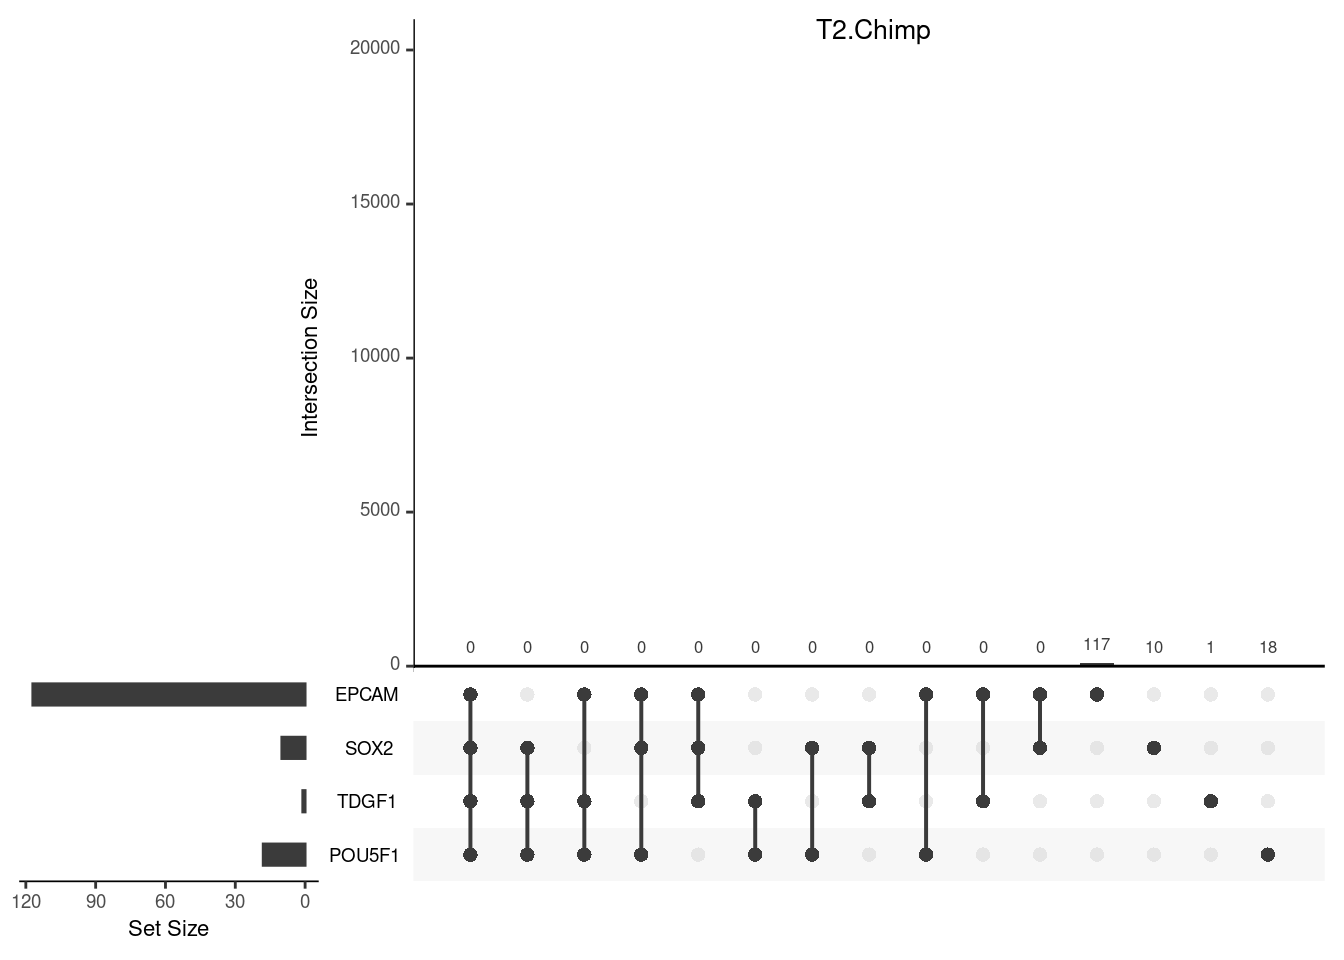 T2.Chimp
20000
15000
10000
5000
0
Intersection Size
0 0 0 0 0 0 0 0 0 0 0 117 10 1 18
EPCAM
SOX2
TDGF1
POU5F1
120 90 60 30 0
Set Size